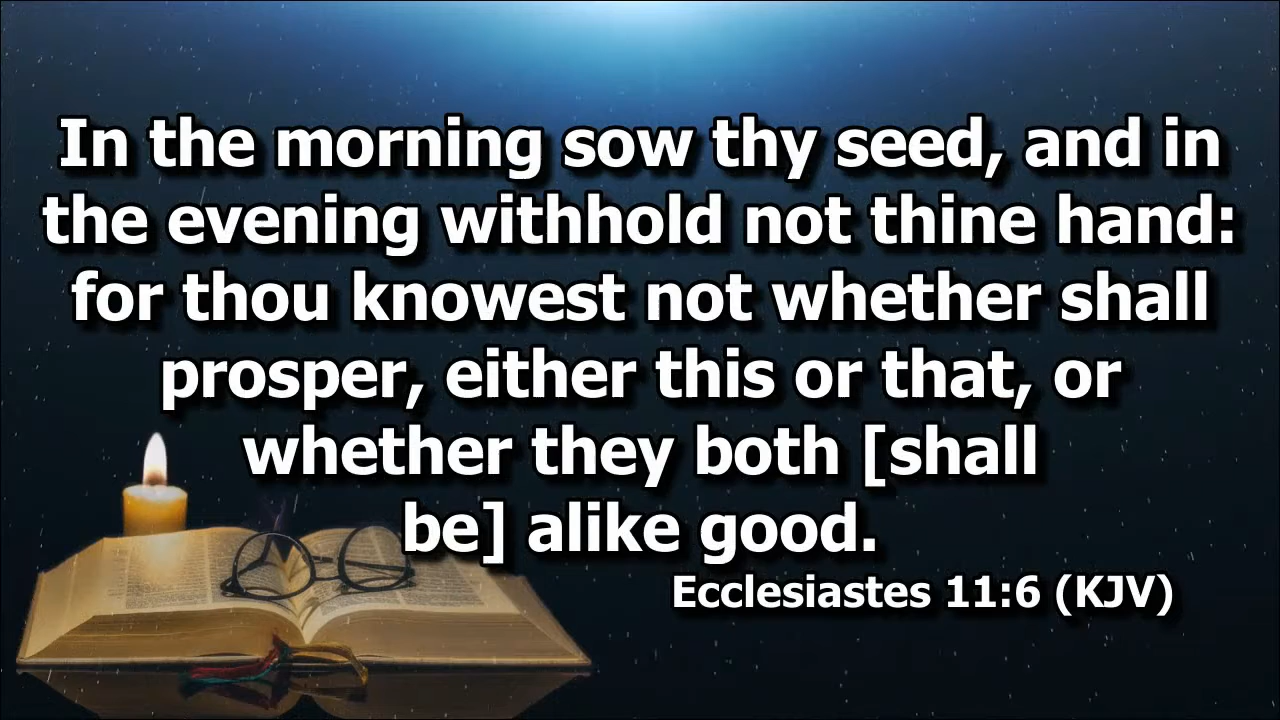 In the morning sow thy seed, and in
the evening withhold not thine hand:
for thou knowest not whether shall
prosper, either this or that, or
whether they both [shall
be] alike good.
Ecclesiastes 11:6 (KJV)